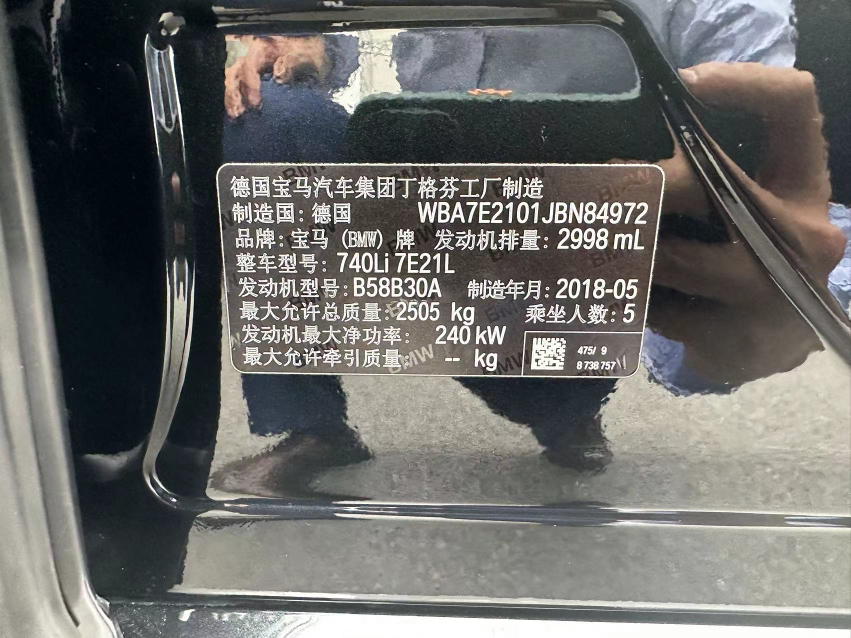 德国宝马汽车集团丁格芬工厂制造
制造国: 德国 WBA7E2101JBN84972
品牌: 宝马 (BMW) 牌 发动机排量: 2998 mL
整车型号: 740Li 7E21L
发动机型号: B58B30A 制造年月: 2018-05
最大允许总质量: 2505 kg 乘坐人数: 5
发动机最大净功率: 240 kW
最大允许牵引质量: -- kg
475/ 9
8 738 757